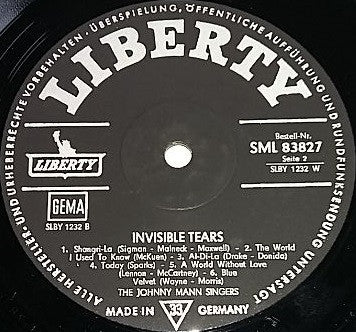 ALLE HERSTELLER- UND URHEBERRECHTE VORBEHALTEN. ÜBERSPIELUNG, ÖFFENTLICHE AUFFÜHRUNG UND RUNDFUNKSENDUNG UNTERSAGT
LIBERTY
LIBERTY
Bestell-Nr.
SML 83827
Seite 2
SLBY 1232 W
GEMA
SLBY 1232 B
INVISIBLE TEARS
1. Shangri-La (Sigman - Malneck - Maxwell) - 2. The World
I Used To Know (McKuen) - 3. Al-Di-La (Drake - Donida)
4. Today (Sparks) - 5. A World Without Love
(Lennon - McCartney) - 6. Blue
Velvet (Wayne - Morris)
THE JOHNNY MANN SINGERS
MADE IN 33 GERMANY